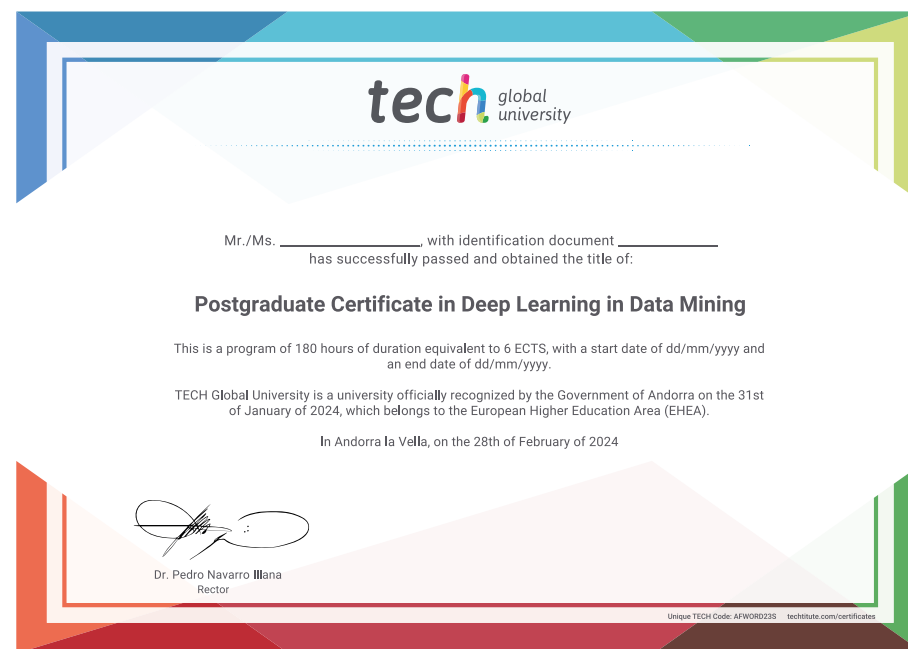 tech global university
Mr./Ms. ____________________, with identification document ______________
has successfully passed and obtained the title of:
Postgraduate Certificate in Deep Learning in Data Mining
This is a program of 180 hours of duration equivalent to 6 ECTS, with a start date of dd/mm/yyyy and
an end date of dd/mm/yyyy.
TECH Global University is a university officially recognized by the Government of Andorra on the 31st
of January of 2024, which belongs to the European Higher Education Area (EHEA).
In Andorra la Vella, on the 28th of February of 2024
Dr. Pedro Navarro Illana
Rector
Unique TECH Code: AFWORD23S techtitute.com/certificates